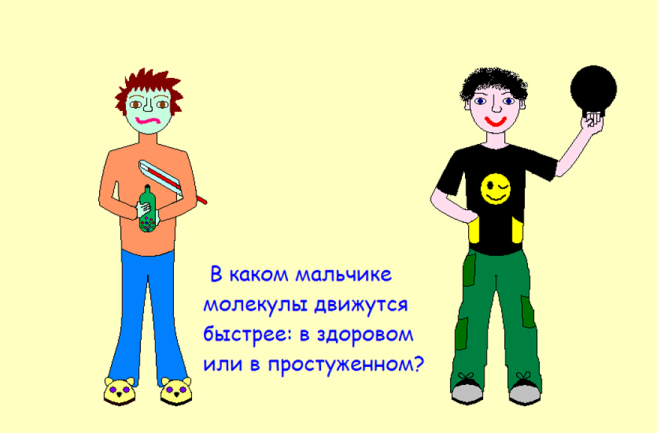 В каком мальчике
молекулы движутся
быстрее: в здоровом
или в простуженном?